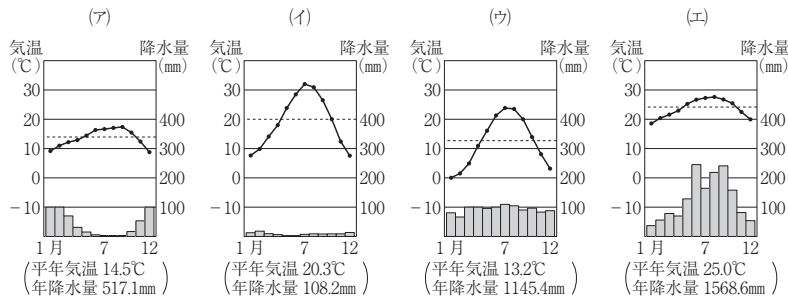 (ア) (イ) (ウ) (エ)
気温 降水量 気温 降水量 気温 降水量 気温 降水量
(℃) (㎜) (℃) (㎜) (℃) (㎜) (℃) (㎜)
30 30 30 30
20 400 20 400 20 400 20 400
10 300 10 300 10 300 10 300
0 200 0 200 0 200 0 200
－10 100 －10 100 －10 100 －10 100
1月 7 12 1月 7 12 1月 7 12 1月 7 12
(平年気温 14.5℃ (平年気温 20.3℃ (平年気温 13.2℃ (平年気温 25.0℃
年降水量 517.1㎜) 年降水量 108.2㎜) 年降水量 1145.4㎜) 年降水量 1568.6㎜)